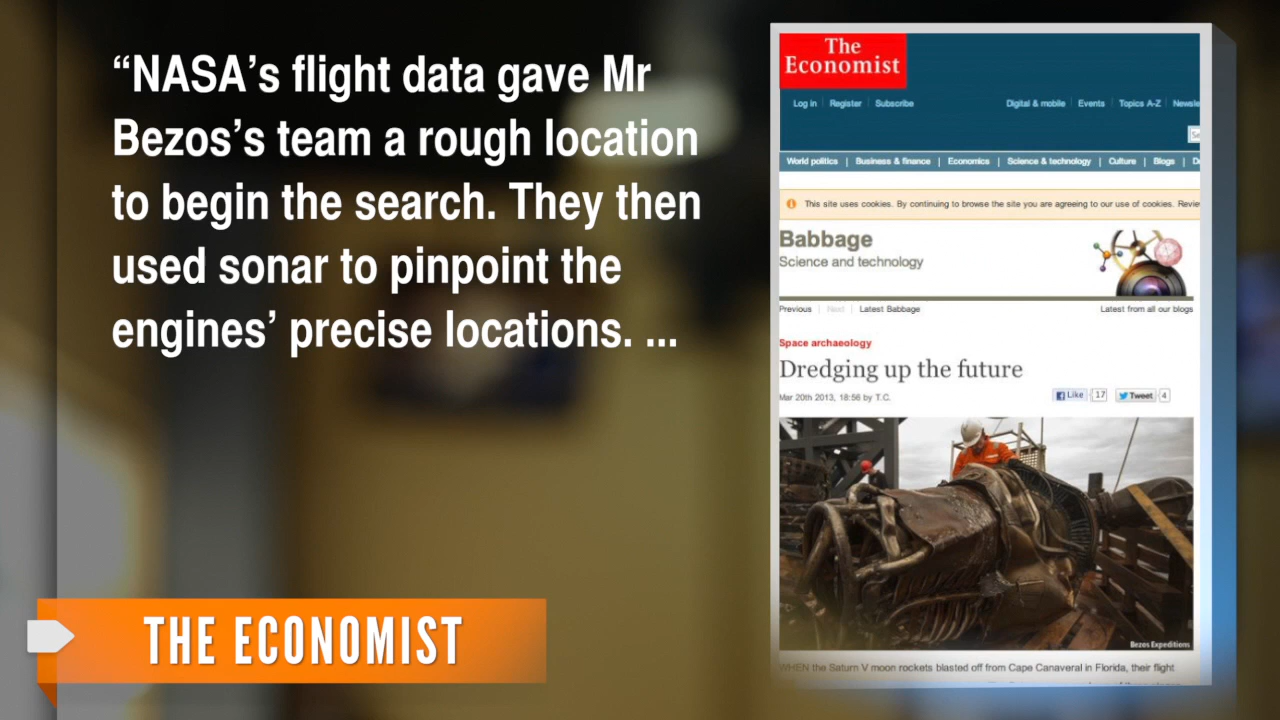 “NASA’s flight data gave Mr
Bezos’s team a rough location
to begin the search. They then
used sonar to pinpoint the
engines’ precise locations. ...
THE ECONOMIST
The
Economist
Log in Register Subscribe
Digital & mobile Events Topics A-Z
World politics | Business & finance | Economics | Science & technology | Culture | Blogs |
This site uses cookies. By continuing to browse the site you are agreeing to our use of cookies.
Babbage
Science and technology
Previous | Next | Latest Babbage
Latest from all our blogs
Space archaeology
Dredging up the future
Mar 20th 2013, 18:56 by T.C.
Like 17 Tweet 4
Bezos Expeditions
WHEN the Saturn V moon rockets blasted off from Cape Canaveral in Florida, their flight